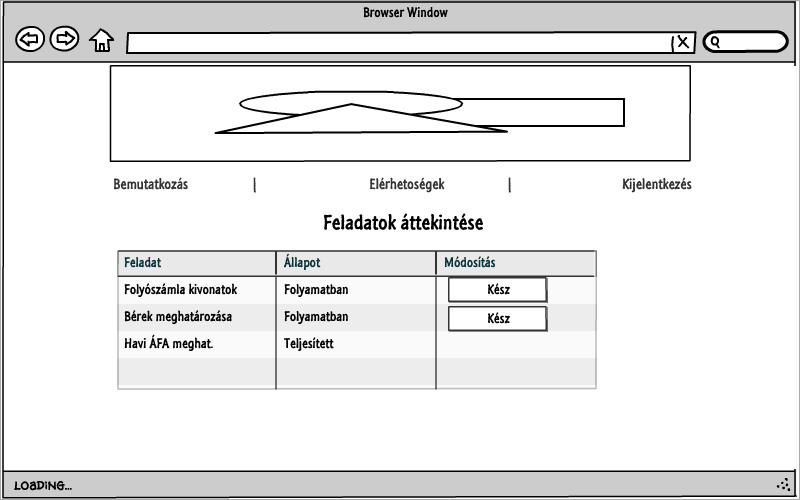 Browser Window
Bemutatkozás | Elérhetoségek | Kijelentkezés
Feladatok áttekintése
Feladat Állapot Módosítás
Folyószámla kivonatok Folyamatban Kész
Bérek meghatározása Folyamatban Kész
Havi ÁFA meghat. Teljesített
LOADING...